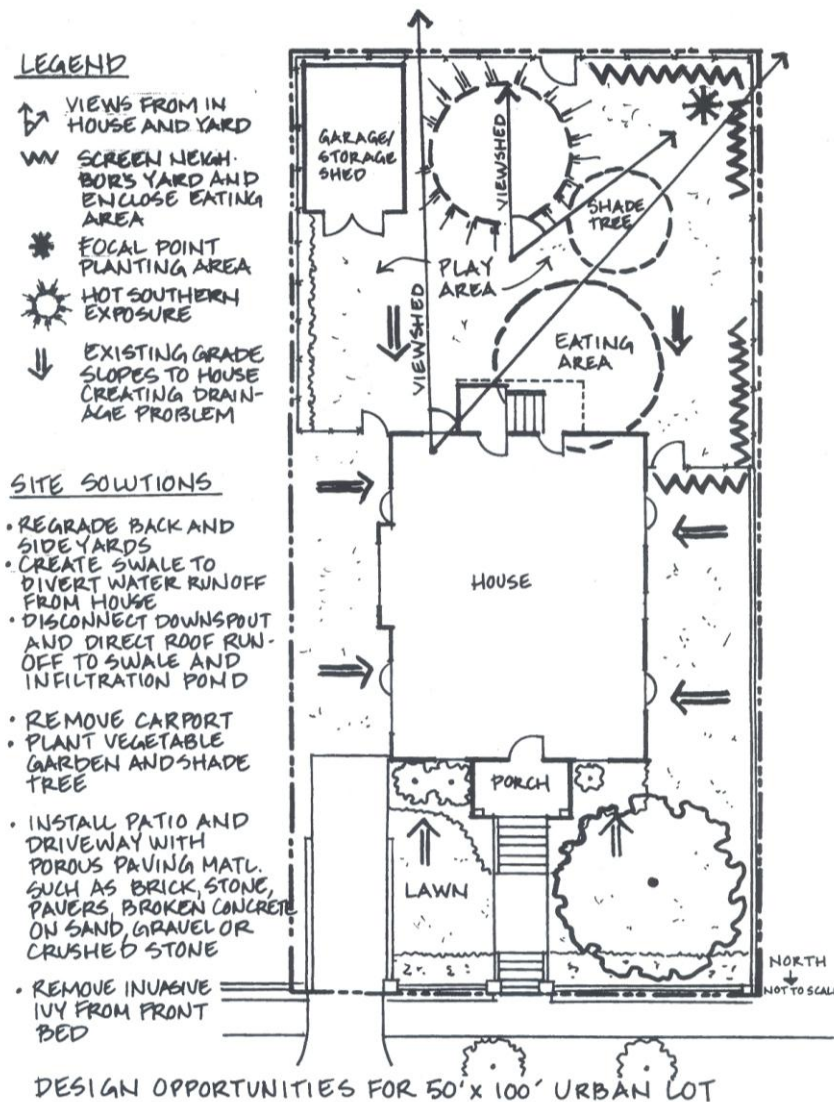 LEGEND
VIEWS FROM IN
HOUSE AND YARD
SCREEN NEIGH-
BOR'S YARD AND
ENCLOSE EATING
AREA
FOCAL POINT
PLANTING AREA
HOT SOUTHERN
EXPOSURE
EXISTING GRADE
SLOPES TO HOUSE
CREATING DRAIN-
AGE PROBLEM
SITE SOLUTIONS
• REGRADE BACK AND
SIDE YARDS
• CREATE SWALE TO
DIVERT WATER RUNOFF
FROM HOUSE
• DISCONNECT DOWNSPOUT
AND DIRECT ROOF RUN-
OFF TO SWALE AND
INFILTRATION POND
• REMOVE CARPORT
• PLANT VEGETABLE
GARDEN AND SHADE
TREE
• INSTALL PATIO AND
DRIVEWAY WITH
POROUS PAVING MATL.
SUCH AS BRICK, STONE,
PAVERS, BROKEN CONCRETE
ON SAND, GRAVEL OR
CRUSHED STONE
• REMOVE INVASIVE
IVY FROM FRONT
BED
GARAGE/
STORAGE
SHED
VIEWSHED
SHADE
TREE
PLAY
AREA
VIEWSHED
EATING
AREA
HOUSE
PORCH
LAWN
NORTH
NOT TO SCALE
DESIGN OPPORTUNITIES FOR 50' X 100' URBAN LOT